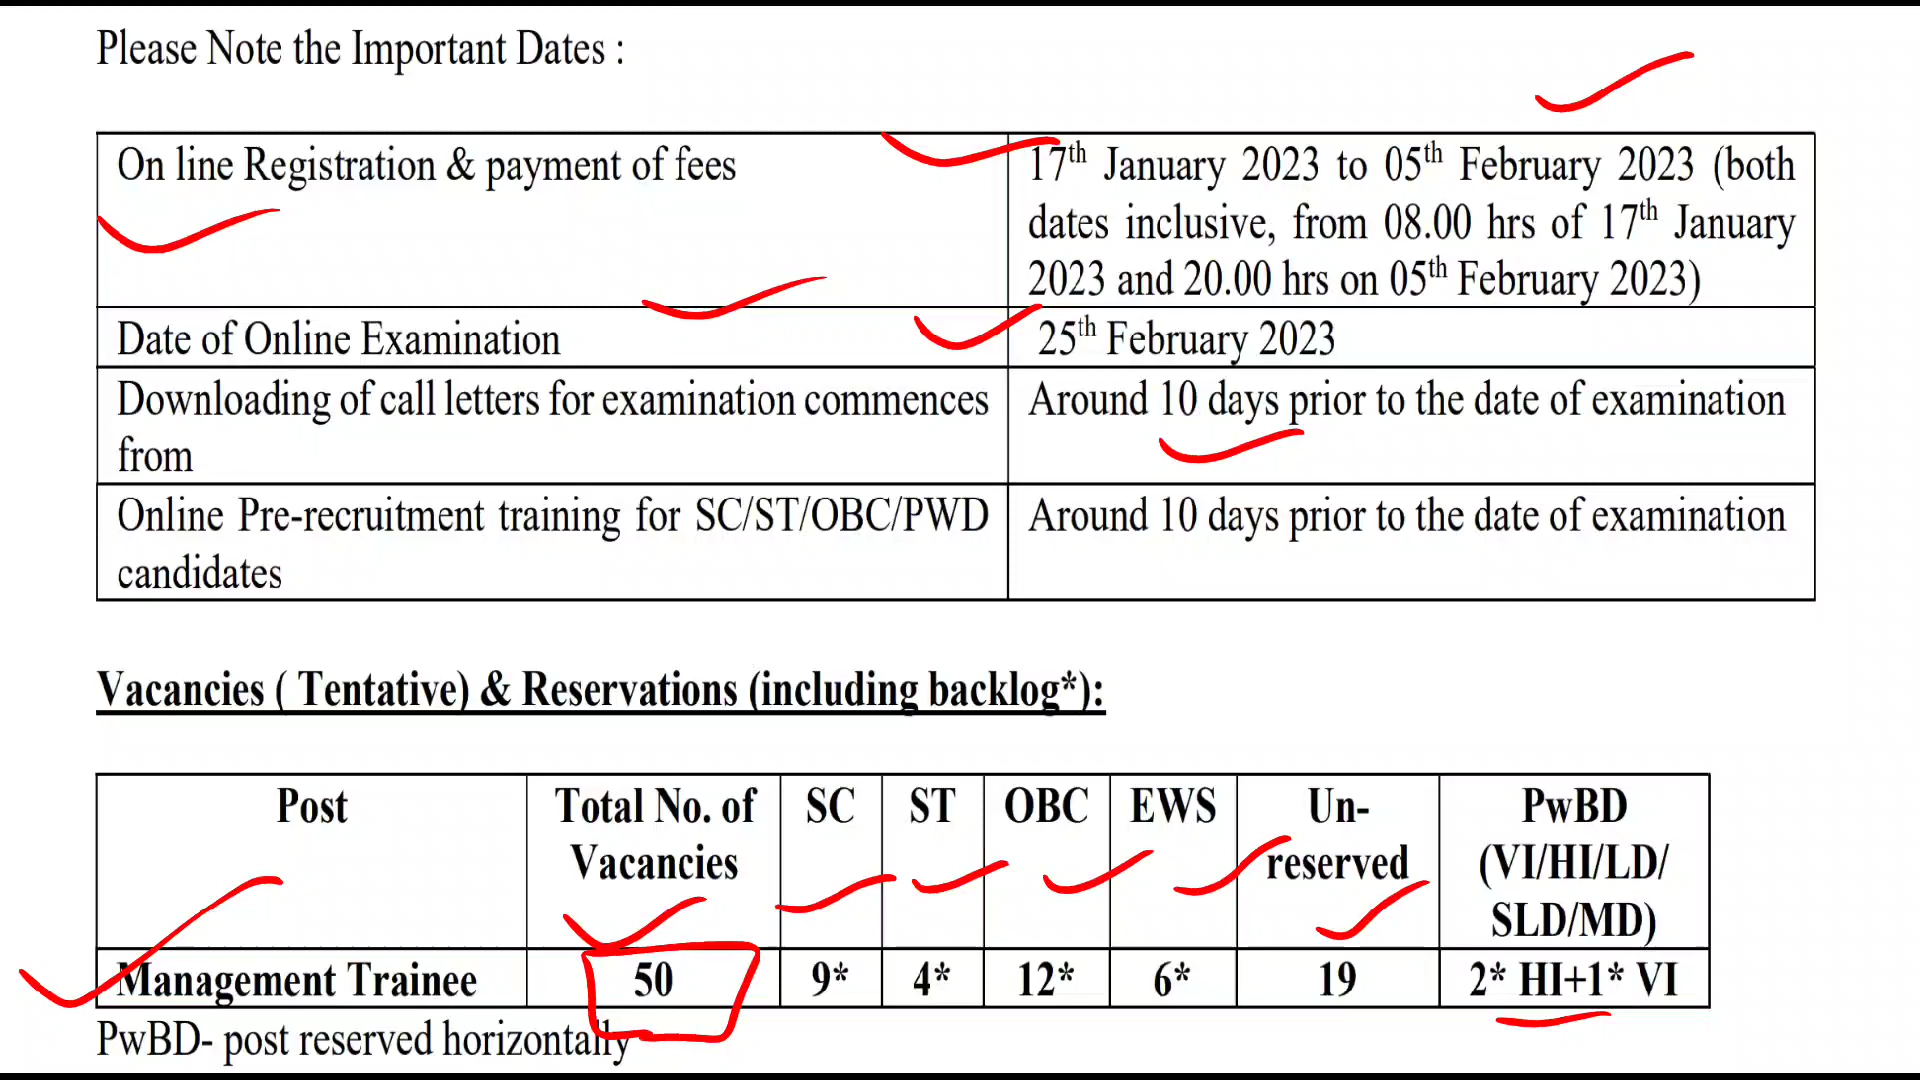 Please Note the Important Dates :
On line Registration & payment of fees
17th January 2023 to 05th February 2023 (both
dates inclusive, from 08.00 hrs of 17th January
2023 and 20.00 hrs on 05th February 2023)
Date of Online Examination
25th February 2023
Downloading of call letters for examination commences
from
Around 10 days prior to the date of examination
Online Pre-recruitment training for SC/ST/OBC/PWD
candidates
Around 10 days prior to the date of examination
Vacancies ( Tentative) & Reservations (including backlog*):
Post
Total No. of
Vacancies
SC
ST
OBC
EWS
Un-
reserved
PwBD
(VI/HI/LD/
SLD/MD)
Management Trainee
50
9*
4*
12*
6*
19
2* HI+1* VI
PwBD- post reserved horizontally